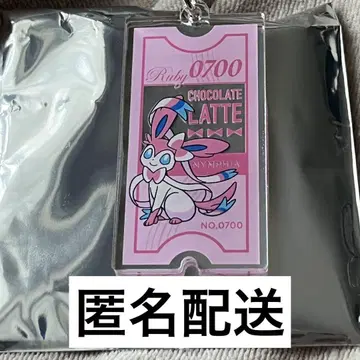 Ruby 0700
CHOCOLATE
LATTE
NYMPHIA
NO,0700
匿名配送